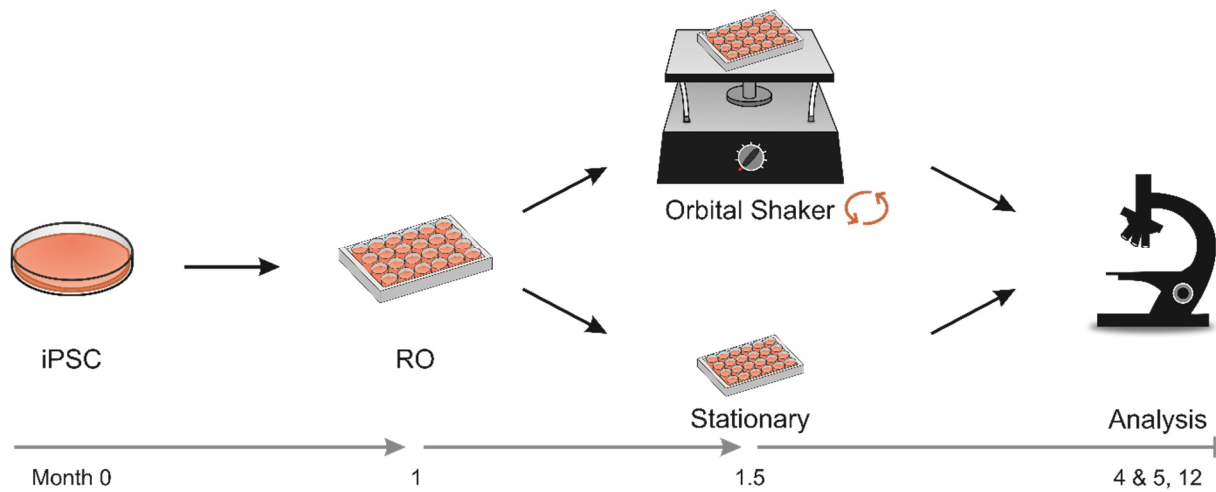 Orbital Shaker
iPSC
RO
Stationary
Analysis
Month 0
1
1.5
4 & 5, 12